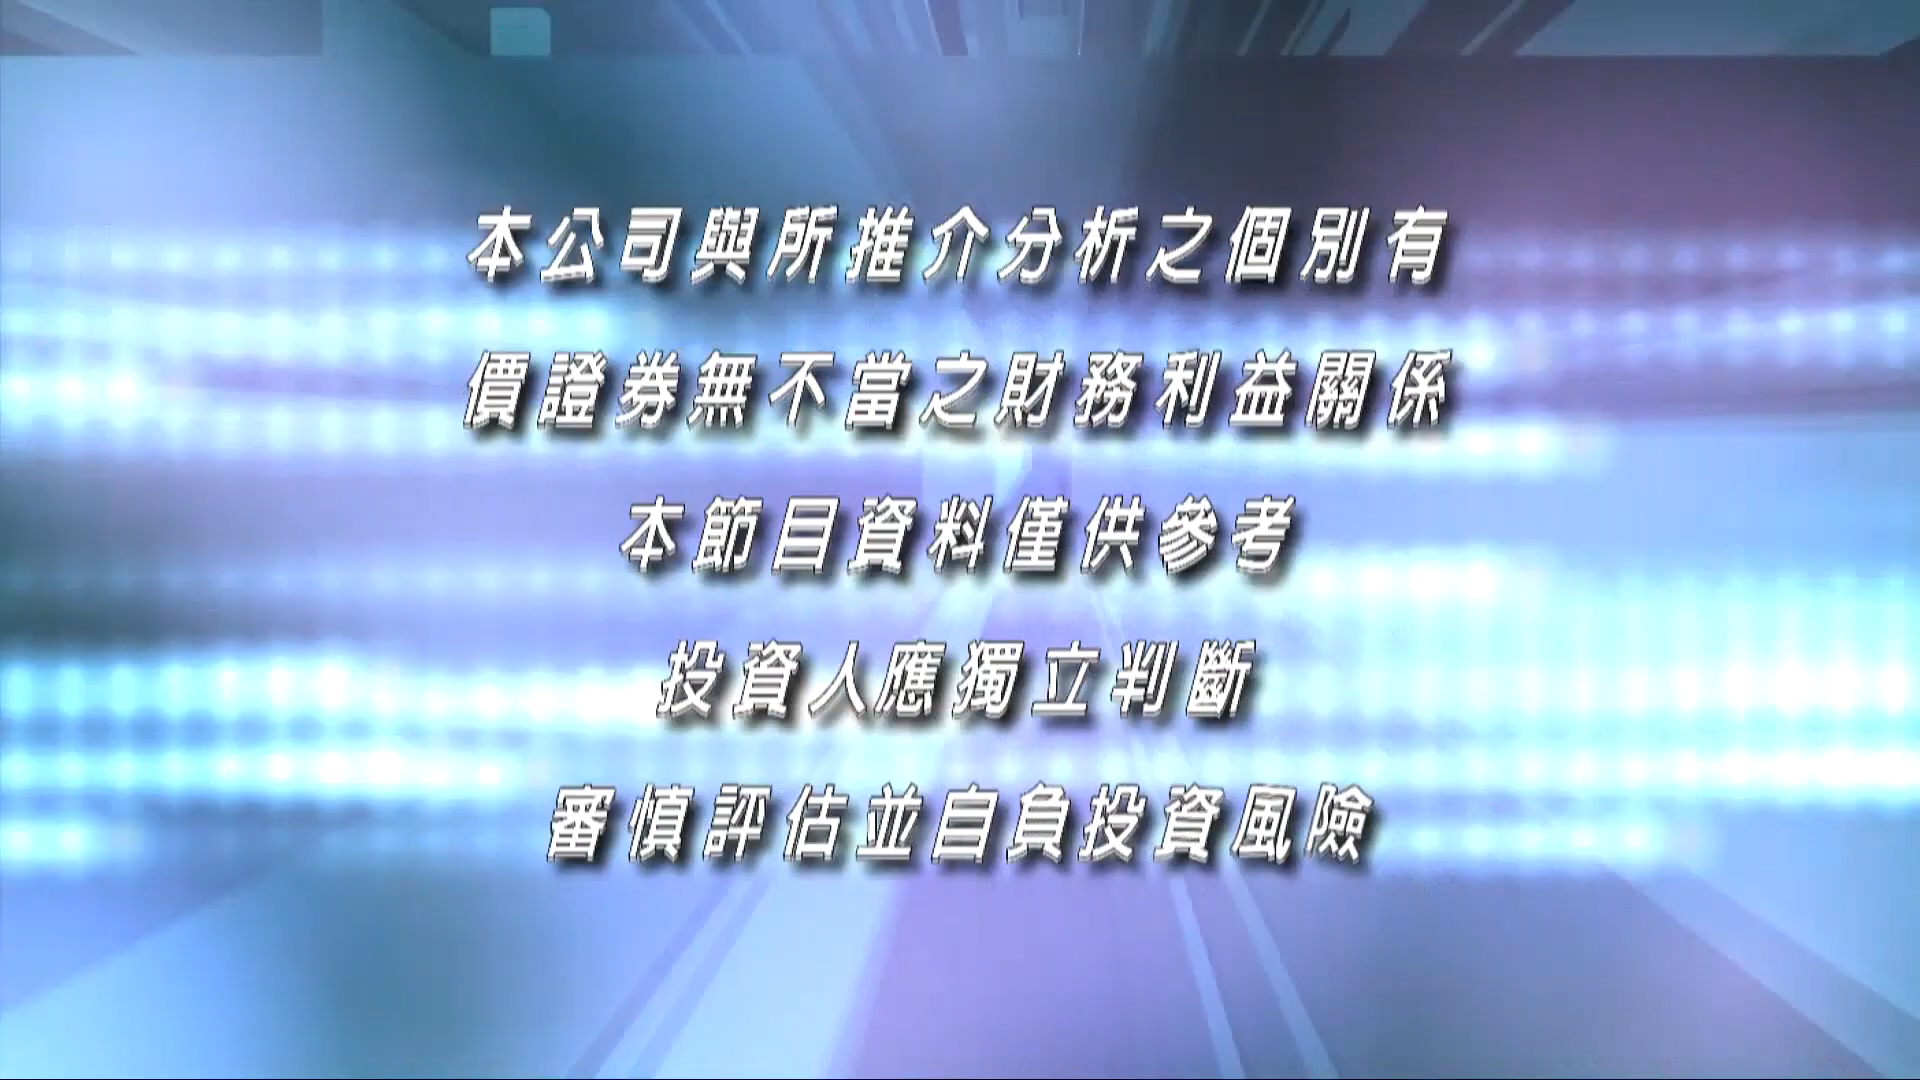 本公司與所推介分析之個別有
價證券無不當之財務利益關係
本節目資料僅供參考
投資人應獨立判斷
審慎評估並自負投資風險